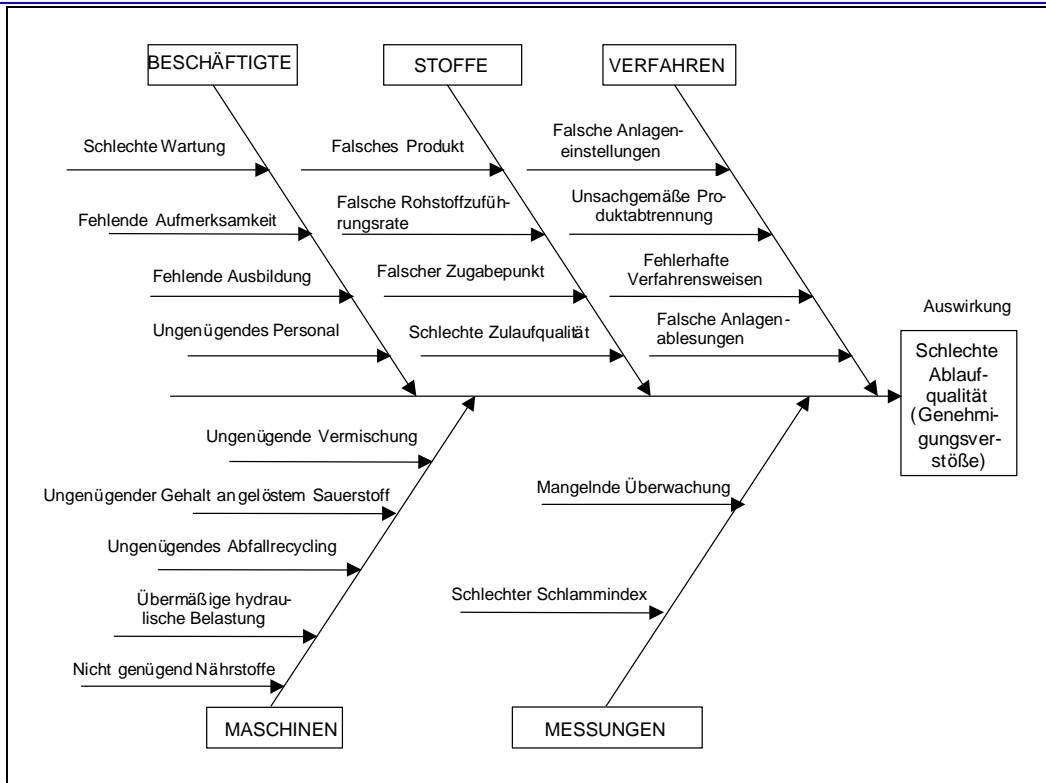 BESCHÄFTIGTE
STOFFE
VERFAHREN
Schlechte Wartung
Fehlende Aufmerksamkeit
Fehlende Ausbildung
Ungenügendes Personal
Falsches Produkt
Falsche Rohstoffzufüh-
rungsrate
Falscher Zugabepunkt
Schlechte Zulaufqualität
Falsche Anlagen-
einstellungen
Unsachgemäße Pro-
duktabtrennung
Fehlerhafte
Verfahrensweisen
Falsche Anlagen-
ablesungen
Auswirkung
Schlechte
Ablauf-
qualität
(Genehmi-
gungsver-
stöße)
Ungenügende Vermischung
Ungenügender Gehalt an gelöstem Sauerstoff
Ungenügendes Abfallrecycling
Übermäßige hydrau-
lische Belastung
Nicht genügend Nährstoffe
Mangelnde Überwachung
Schlechter Schlammindex
MASCHINEN
MESSUNGEN